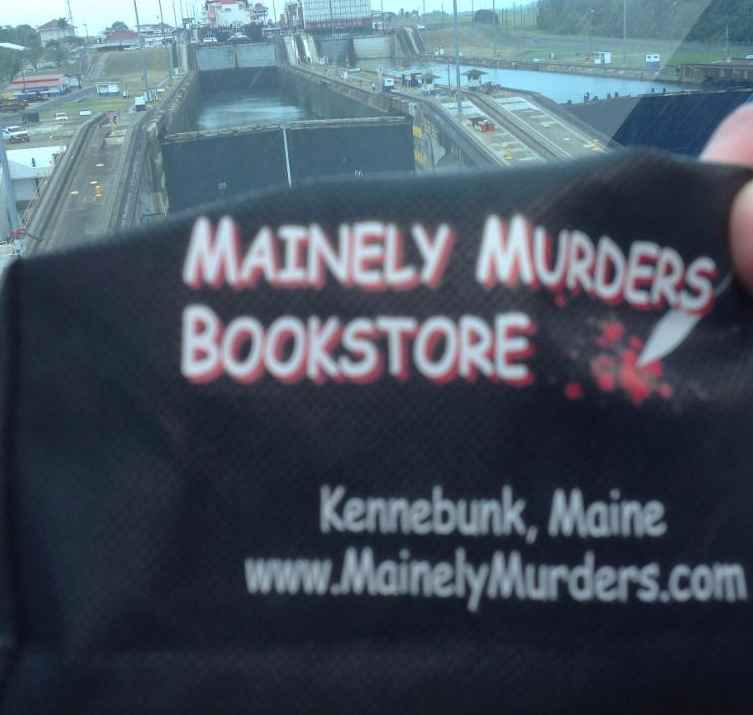 Mainely Murders
Bookstore
Kennebunk, Maine
www.MainelyMurders.com